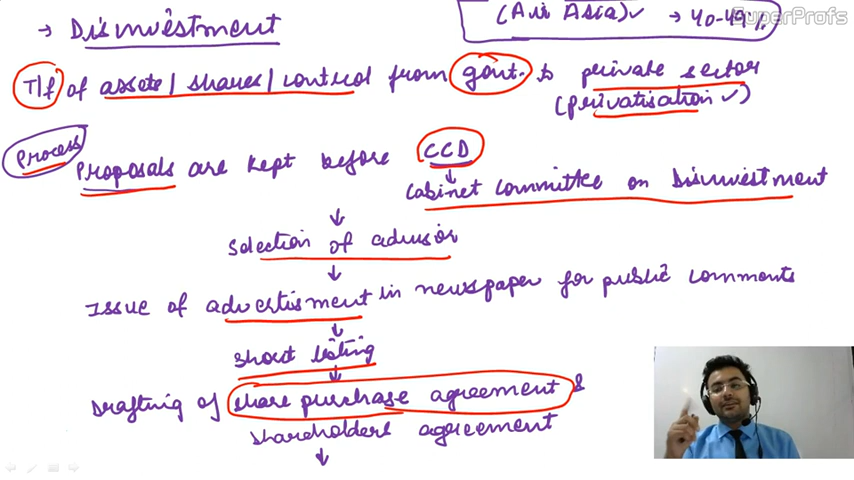 (Air Asia)✓ → 40-49%
SuperProfs
→ Disinvestment
T/f of assets/shares/control from govt. to private sector
(privatisation ✓)
Process
Proposals are kept before CCD
↓
Cabinet Committee on Disinvestment
↓
Selection of advisor
↓
Issue of advertisment in newspaper for public comments
↓
Short listing
↓
Drafting of share purchase agreement &
shareholders agreement
↓